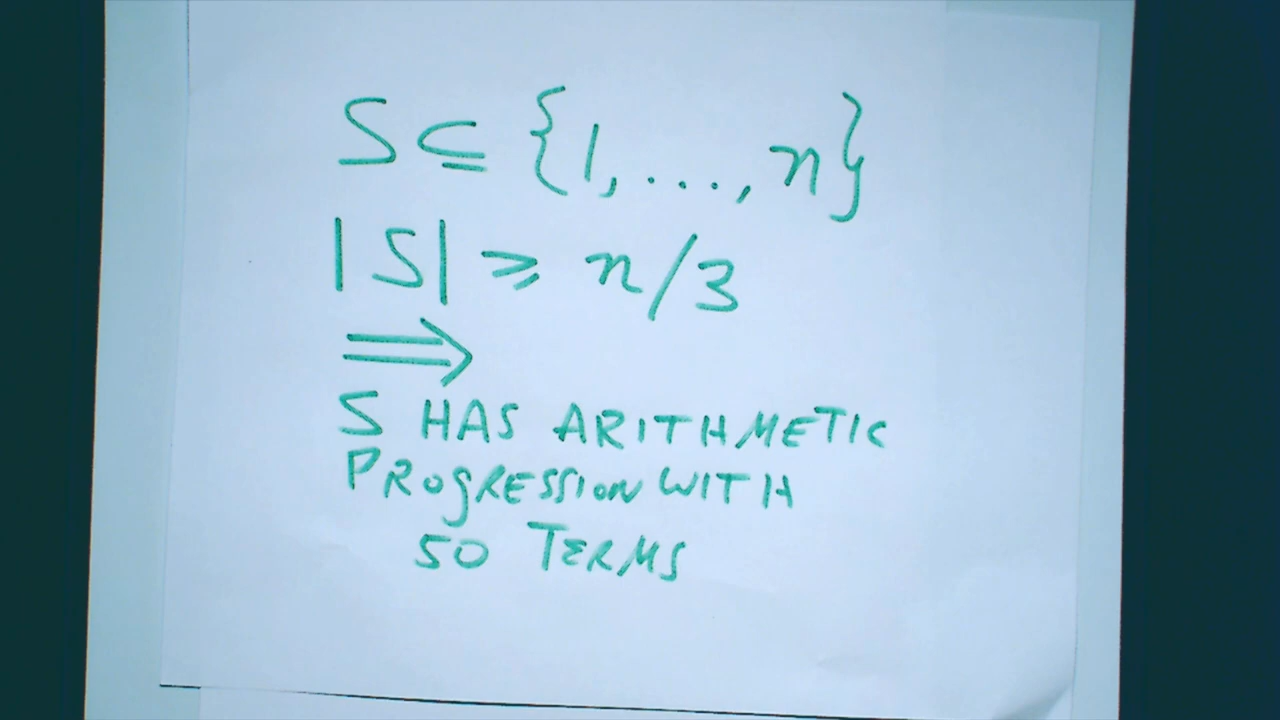 S ⊆ {1, ..., n}
|S| ⩾ n/3
⟹
S HAS ARITHMETIC
PROGRESSION WITH
50 TERMS